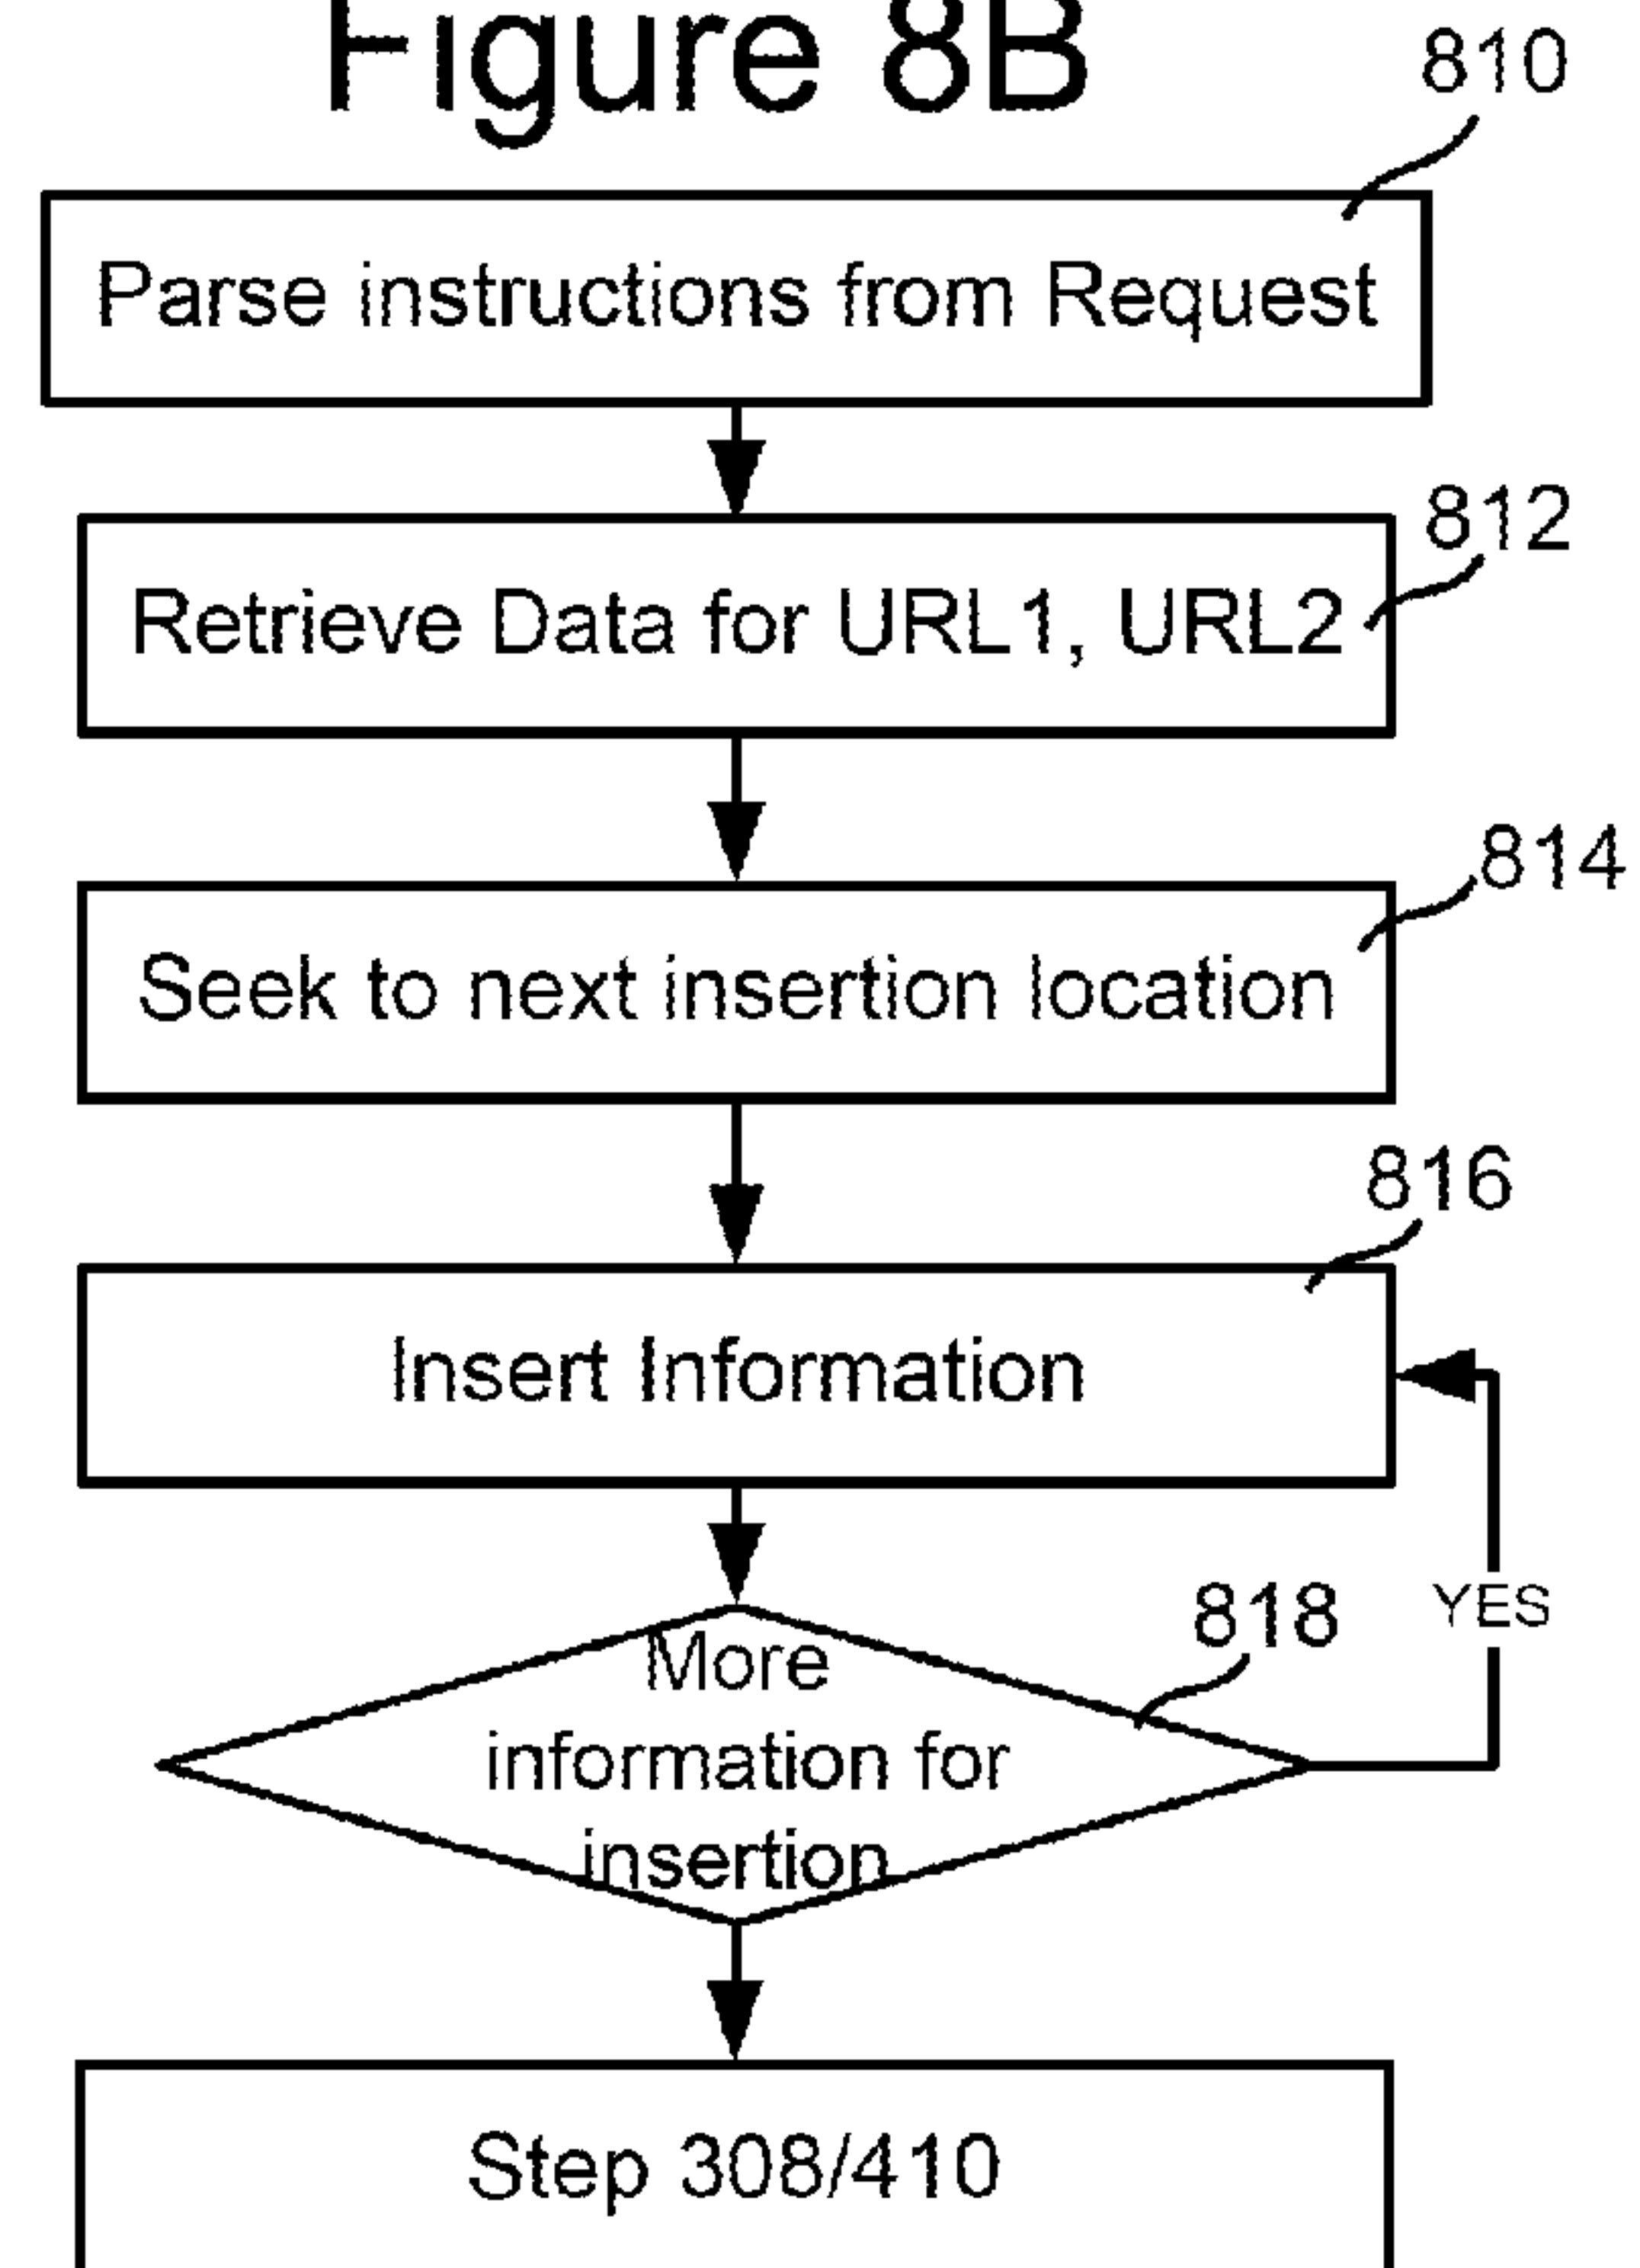 Figure 8B
810
Parse instructions from Request
812
Retrieve Data for URL1, URL2
814
Seek to next insertion location
816
Insert Information
818
YES
More
information for
insertion
Step 308/410